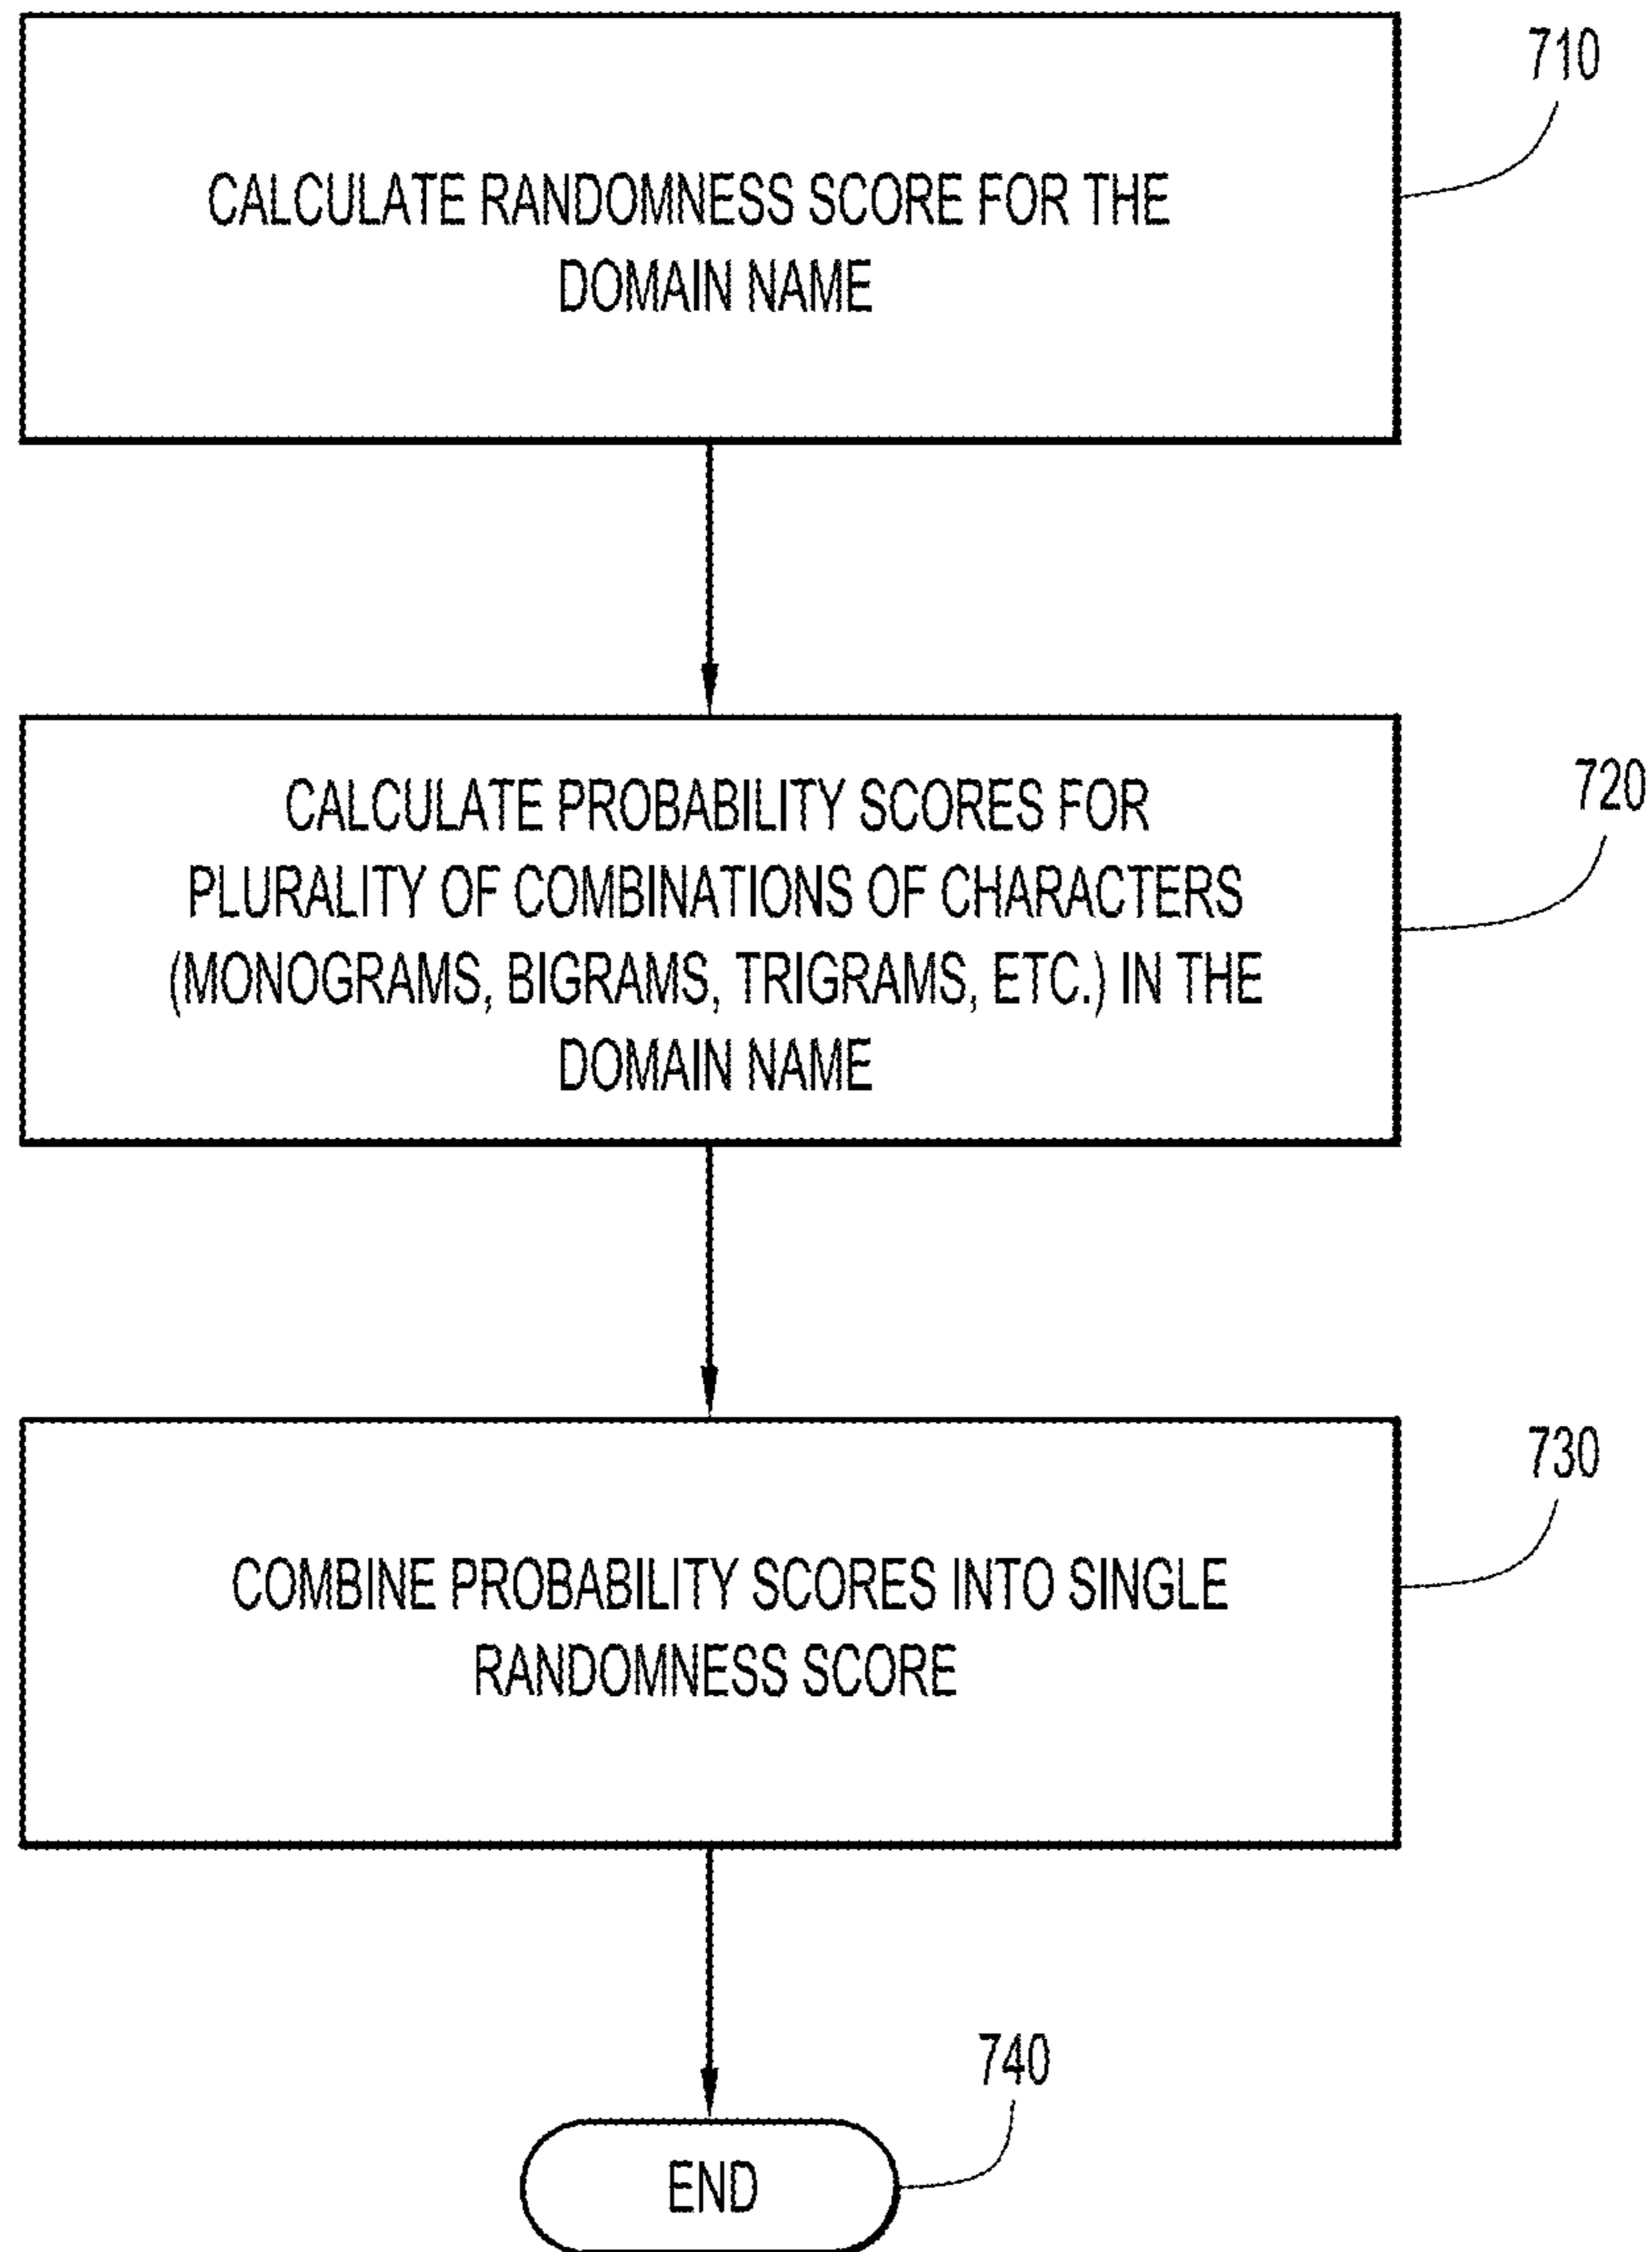 710
CALCULATE RANDOMNESS SCORE FOR THE
DOMAIN NAME
720
CALCULATE PROBABILITY SCORES FOR
PLURALITY OF COMBINATIONS OF CHARACTERS
(MONOGRAMS, BIGRAMS, TRIGRAMS, ETC.) IN THE
DOMAIN NAME
730
COMBINE PROBABILITY SCORES INTO SINGLE
RANDOMNESS SCORE
740
END